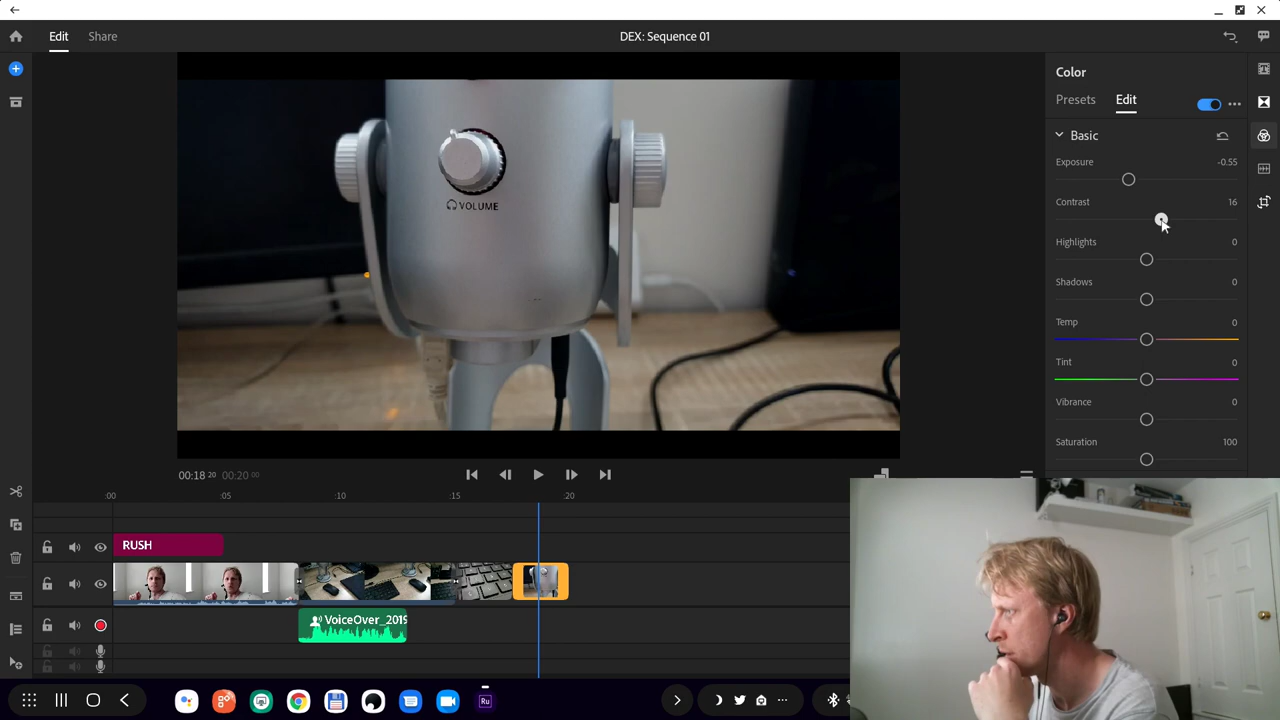 Edit
Share
DEX: Sequence 01
Color
Presets
Edit
Basic
Exposure
-0.55
Contrast
16
Highlights
0
Shadows
0
Temp
0
Tint
0
Vibrance
0
Saturation
100
VOLUME
00:18 20
00:20 00
:00
:05
:10
:15
:20
RUSH
VoiceOver_2019
Ru